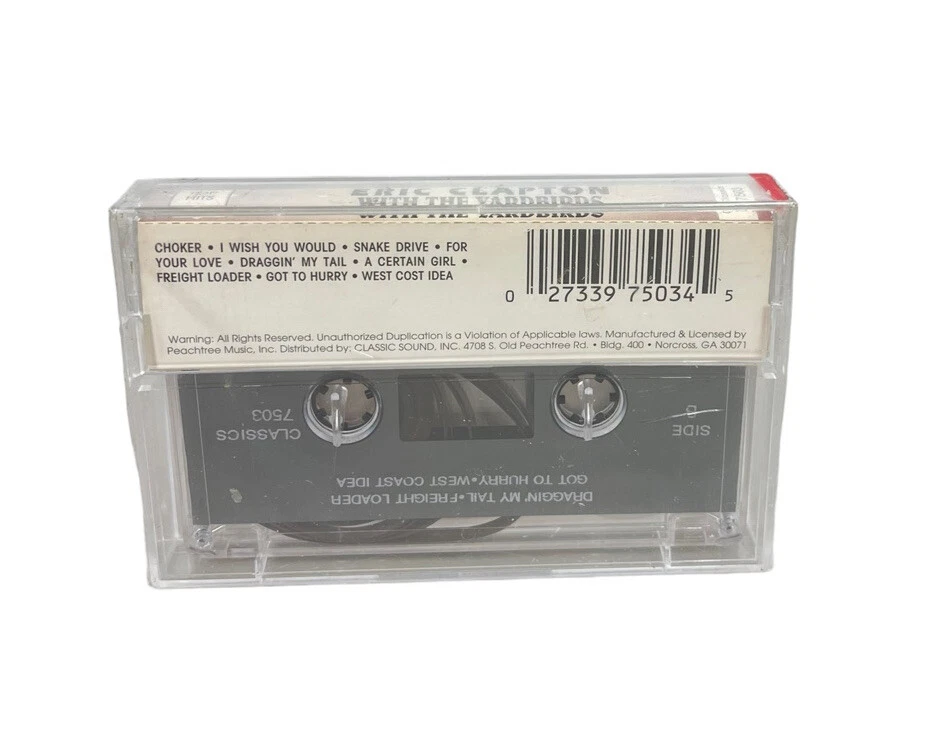 HITS
ERIC CLAPTON
WITH THE YARDBIRDS
WITH THE YARDBIRDS
CHOKER • I WISH YOU WOULD • SNAKE DRIVE • FOR
YOUR LOVE • DRAGGIN' MY TAIL • A CERTAIN GIRL •
FREIGHT LOADER • GOT TO HURRY • WEST COST IDEA
0 27339 75034 5
Warning: All Rights Reserved. Unauthorized Duplication is a Violation of Applicable laws. Manufactured & Licensed by
Peachtree Music, Inc. Distributed by: CLASSIC SOUND, INC. 4708 S. Old Peachtree Rd. • Bldg. 400 • Norcross, GA 30071
SIDE
B
CLASSICS
7503
DRAGGIN' MY TAIL•FREIGHT LOADER
GOT TO HURRY•WEST COAST IDEA